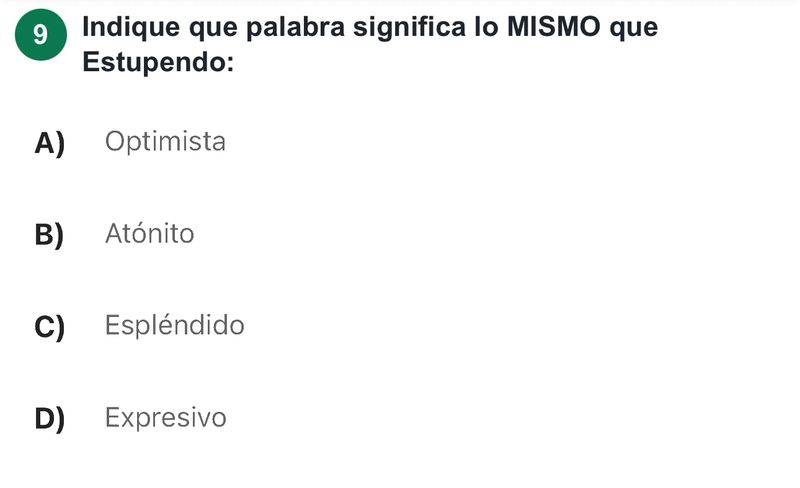 9 Indique que palabra significa lo MISMO que
Estupendo:
A) Optimista
B) Atónito
C) Espléndido
D) Expresivo